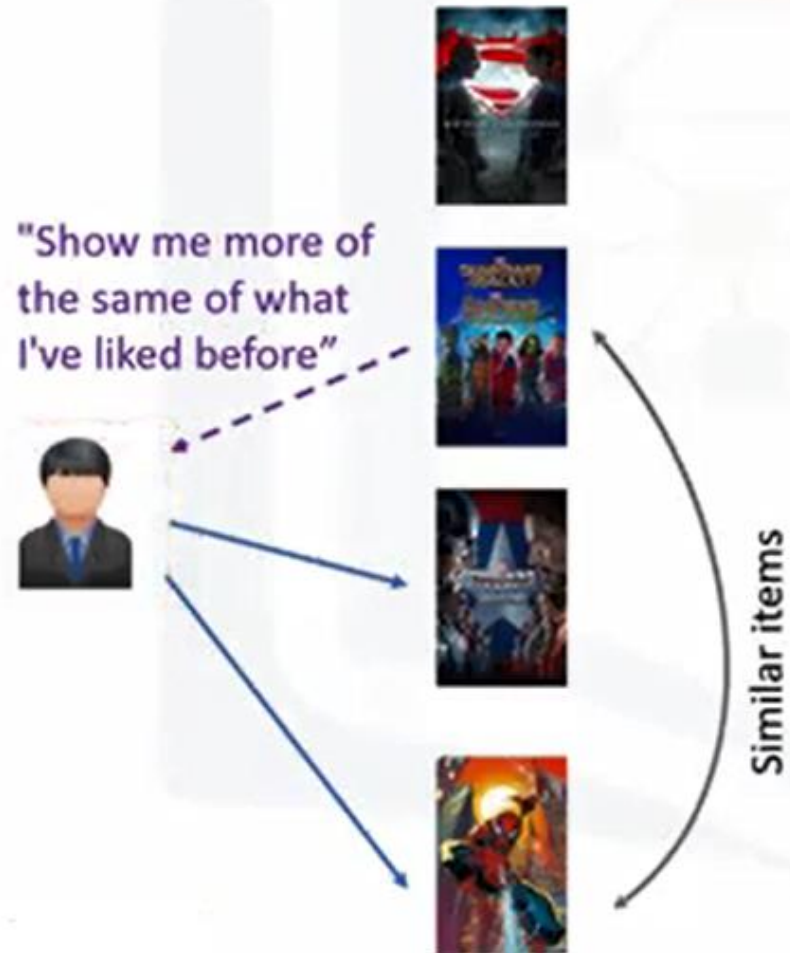 "Show me more of
the same of what
I've liked before”
Similar items